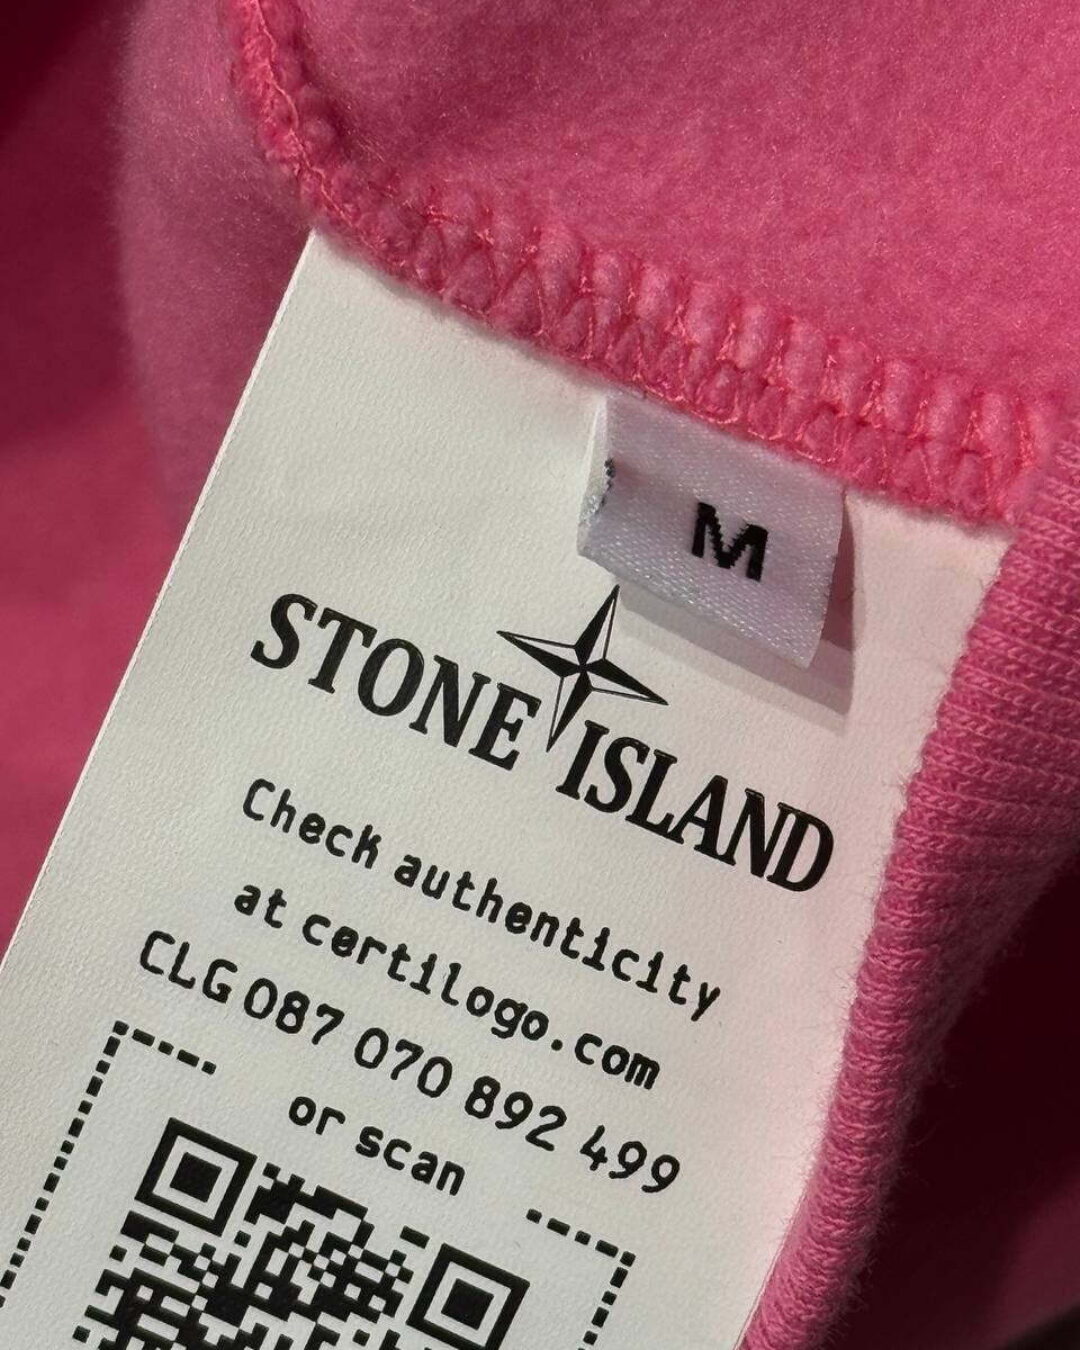 M
STONE ISLAND
Check authenticity
at certilogo.com
CLG 087 070 892 499
or scan